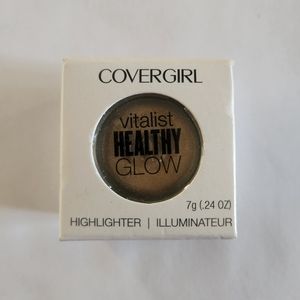 COVERGIRL
vitalist
HEALTHY
GLOW
7g (.24 OZ)
HIGHLIGHTER | ILLUMINATEUR